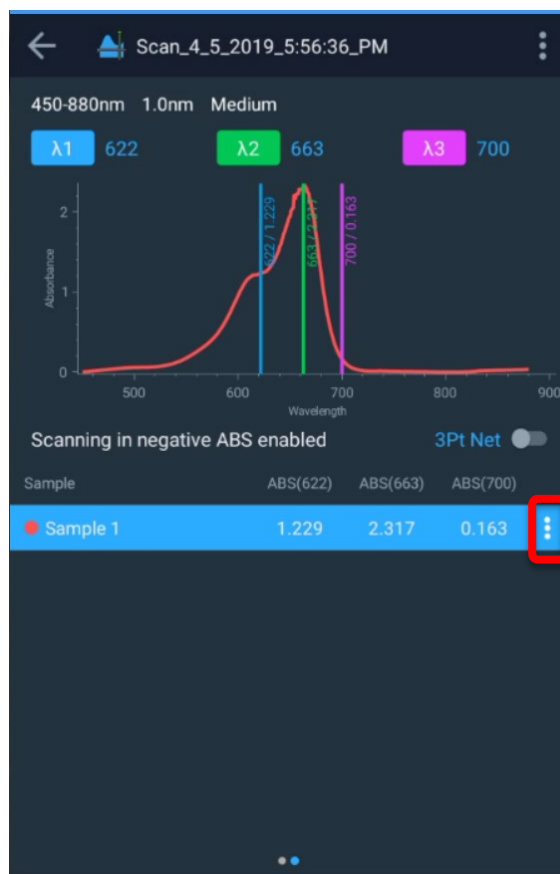 Scan_4_5_2019_5:56:36_PM
450-880nm 1.0nm Medium
λ1 622 λ2 663 λ3 700
2
1
0
Absorbance
622 / 1.229
663 / 2.317
700 / 0.163
500 600 700 800 900
Wavelength
Scanning in negative ABS enabled 3Pt Net
Sample ABS(622) ABS(663) ABS(700)
Sample 1 1.229 2.317 0.163